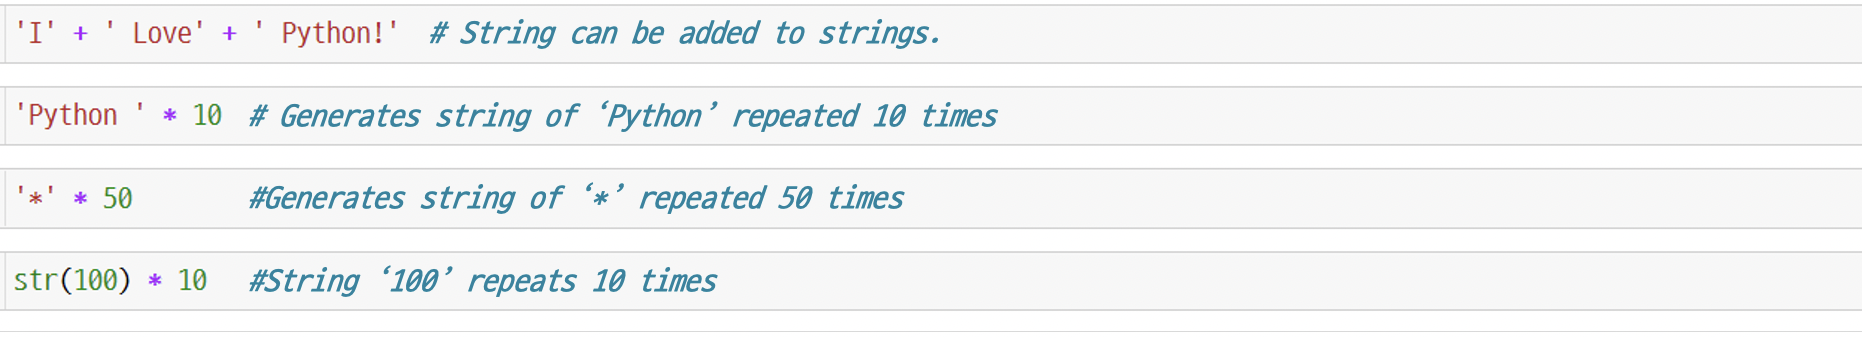 'I' + ' Love' + ' Python!'  # String can be added to strings.
'Python ' * 10  # Generates string of ‘Python’ repeated 10 times
'*' * 50        #Generates string of ‘*’ repeated 50 times
str(100) * 10   #String ‘100’ repeats 10 times